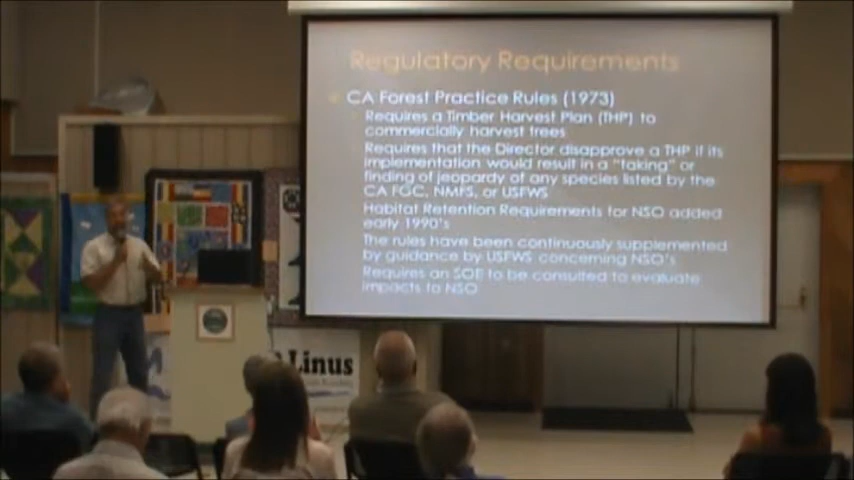 Regulatory Requirements
CA Forest Practice Rules (1973)
Requires a Timber Harvest Plan (THP) to
commercially harvest trees
Requires that the Director disapprove a THP if its
implementation would result in a "taking" or
finding of jeopardy of any species listed by the
CA FGC, NMFS, or USFWS
Habitat Retention Requirements for NSO added
early 1990's
The rules have been continuously supplemented
by guidance by USFWS concerning NSO's
Requires an SOE to be consulted to evaluate
impacts to NSO
Linus